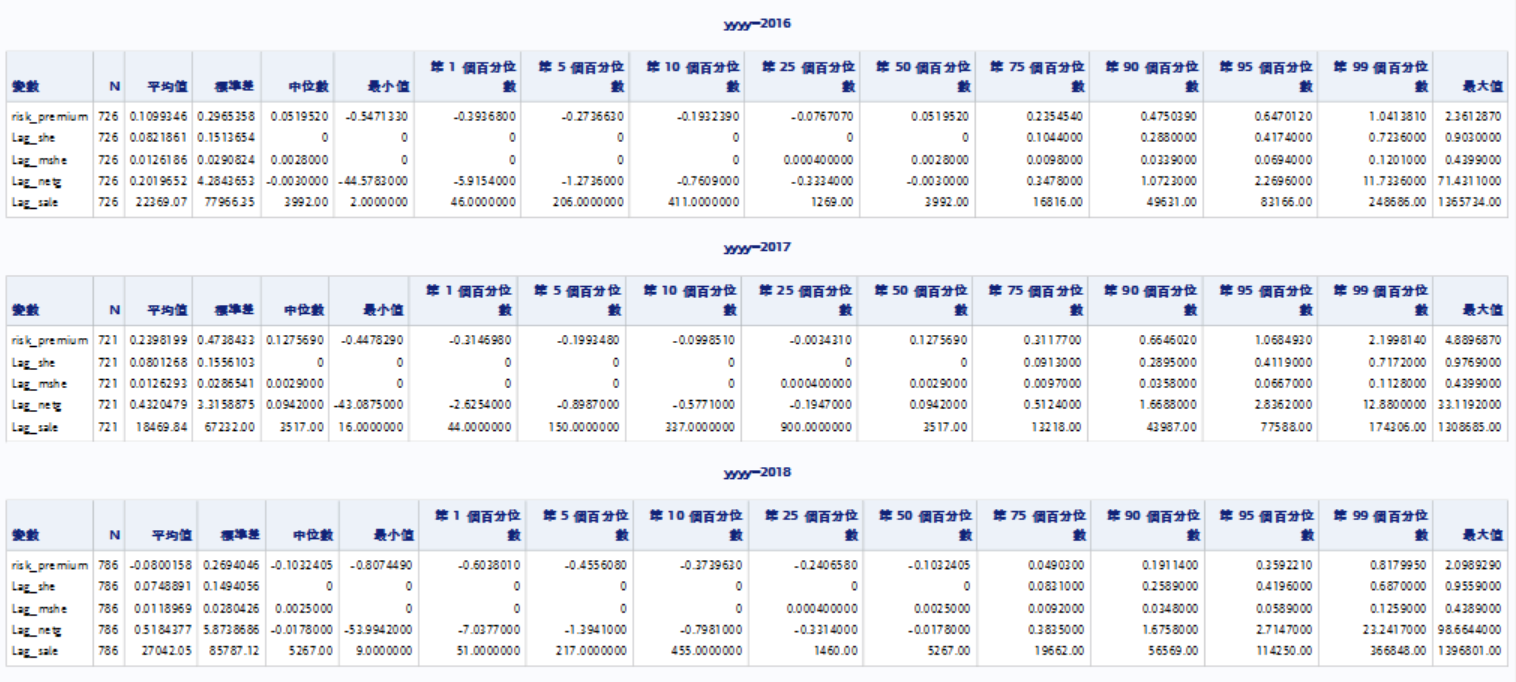 yyyy=2016
第 1 個百分位 第 5 個百分位 第 10 個百分位 第 25 個百分位 第 50 個百分位 第 75 個百分位 第 90 個百分位 第 95 個百分位 第 99 個百分位
變數 N 平均值 標準差 中位數 最小值 數 數 數 數 數 數 數 數 數 最大值
risk_premium 726 0.1099346 0.2965358 0.0519520 -0.5471330 -0.3936800 -0.2736630 -0.1932390 -0.0767070 0.0519520 0.2354540 0.4750390 0.6470120 1.0413810 2.3612870
Lag_she 726 0.0821861 0.1513654 0 0 0 0 0 0 0 0.1044000 0.2880000 0.4174000 0.7236000 0.9030000
Lag_mshe 726 0.0126186 0.0290824 0.0028000 0 0 0 0 0.000400000 0.0028000 0.0098000 0.0339000 0.0694000 0.1201000 0.4399000
Lag_netg 726 0.2019652 4.2843653 -0.0030000 -44.5783000 -5.9154000 -1.2736000 -0.7609000 -0.3334000 -0.0030000 0.3478000 1.0723000 2.2696000 11.7336000 71.4311000
Lag_sale 726 22369.07 77966.35 3992.00 2.0000000 46.0000000 206.0000000 411.0000000 1269.00 3992.00 16816.00 49631.00 83166.00 248686.00 1365734.00
yyyy=2017
第 1 個百分位 第 5 個百分位 第 10 個百分位 第 25 個百分位 第 50 個百分位 第 75 個百分位 第 90 個百分位 第 95 個百分位 第 99 個百分位
變數 N 平均值 標準差 中位數 最小值 數 數 數 數 數 數 數 數 數 最大值
risk_premium 721 0.2398199 0.4738433 0.1275690 -0.4478290 -0.3146980 -0.1993480 -0.0998510 -0.0034310 0.1275690 0.3117700 0.6646020 1.0684930 2.1998140 4.8896870
Lag_she 721 0.0801268 0.1556103 0 0 0 0 0 0 0 0.0913000 0.2895000 0.4119000 0.7172000 0.9769000
Lag_mshe 721 0.0126293 0.0286541 0.0029000 0 0 0 0 0.000400000 0.0029000 0.0097000 0.0358000 0.0667000 0.1128000 0.4399000
Lag_netg 721 0.4320479 3.3158875 0.0942000 -43.0875000 -2.6254000 -0.8987000 -0.5771000 -0.1947000 0.0942000 0.5124000 1.6688000 2.8362000 12.8800000 33.1192000
Lag_sale 721 18469.84 67232.00 3517.00 16.0000000 44.0000000 150.0000000 337.0000000 900.0000000 3517.00 13218.00 43987.00 77588.00 174306.00 1308685.00
yyyy=2018
第 1 個百分位 第 5 個百分位 第 10 個百分位 第 25 個百分位 第 50 個百分位 第 75 個百分位 第 90 個百分位 第 95 個百分位 第 99 個百分位
變數 N 平均值 標準差 中位數 最小值 數 數 數 數 數 數 數 數 數 最大值
risk_premium 786 -0.0800158 0.2694046 -0.1032405 -0.8074490 -0.6038010 -0.4556080 -0.3739630 -0.2406580 -0.1032405 0.0490300 0.1911400 0.3592210 0.8179950 2.0989290
Lag_she 786 0.0748891 0.1494056 0 0 0 0 0 0 0 0.0831000 0.2589000 0.4196000 0.6870000 0.9559000
Lag_mshe 786 0.0118969 0.0280426 0.0025000 0 0 0 0 0.000400000 0.0025000 0.0092000 0.0348000 0.0589000 0.1259000 0.4389000
Lag_netg 786 0.5184377 5.8738686 -0.0178000 -53.9942000 -7.0377000 -1.3941000 -0.7981000 -0.3314000 -0.0178000 0.3835000 1.6758000 2.7147000 23.2417000 98.6644000
Lag_sale 786 27042.05 85787.12 5267.00 9.0000000 51.0000000 217.0000000 455.0000000 1460.00 5267.00 19662.00 56569.00 114250.00 366848.00 1396801.00